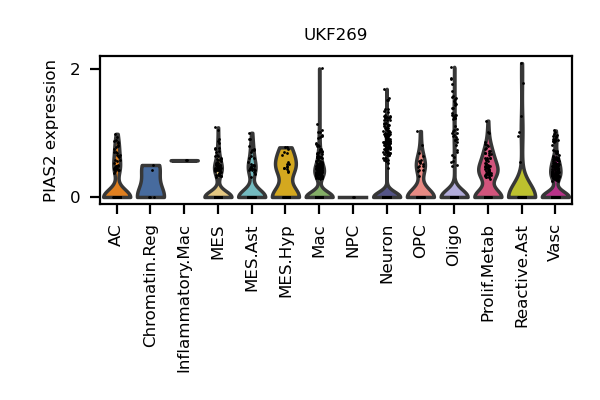 UKF269
PIAS2 expression
2
0
AC
Chromatin.Reg
Inflammatory.Mac
MES
MES.Ast
MES.Hyp
Mac
NPC
Neuron
OPC
Oligo
Prolif.Metab
Reactive.Ast
Vasc